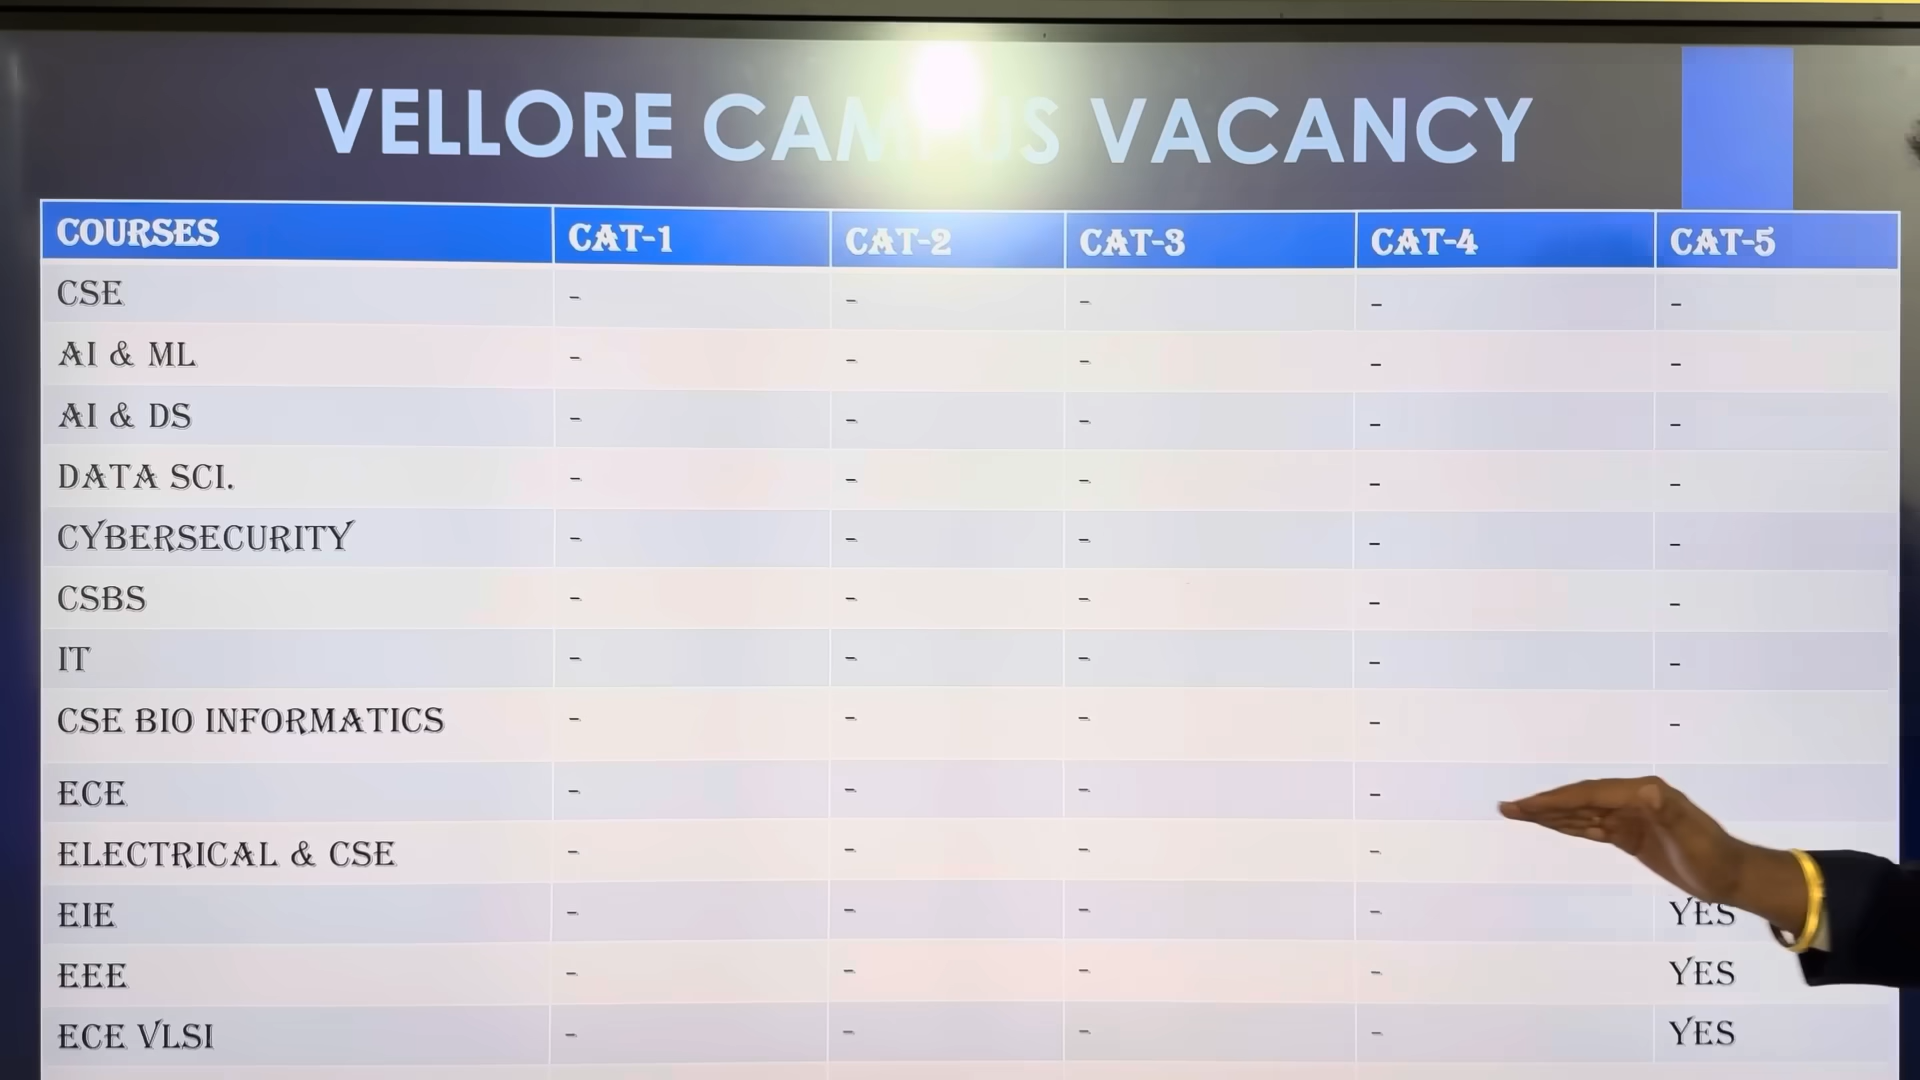 VELLORE CAMPUS VACANCY
COURSES CAT-1 CAT-2 CAT-3 CAT-4 CAT-5
CSE - - - - -
AI & ML - - - - -
AI & DS - - - - -
DATA SCI. - - - - -
CYBERSECURITY - - - - -
CSBS - - - - -
IT - - - - -
CSE BIO INFORMATICS - - - - -
ECE - - - -
ELECTRICAL & CSE - - - -
EIE - - - - YES
EEE - - - - YES
ECE VLSI - - - - YES